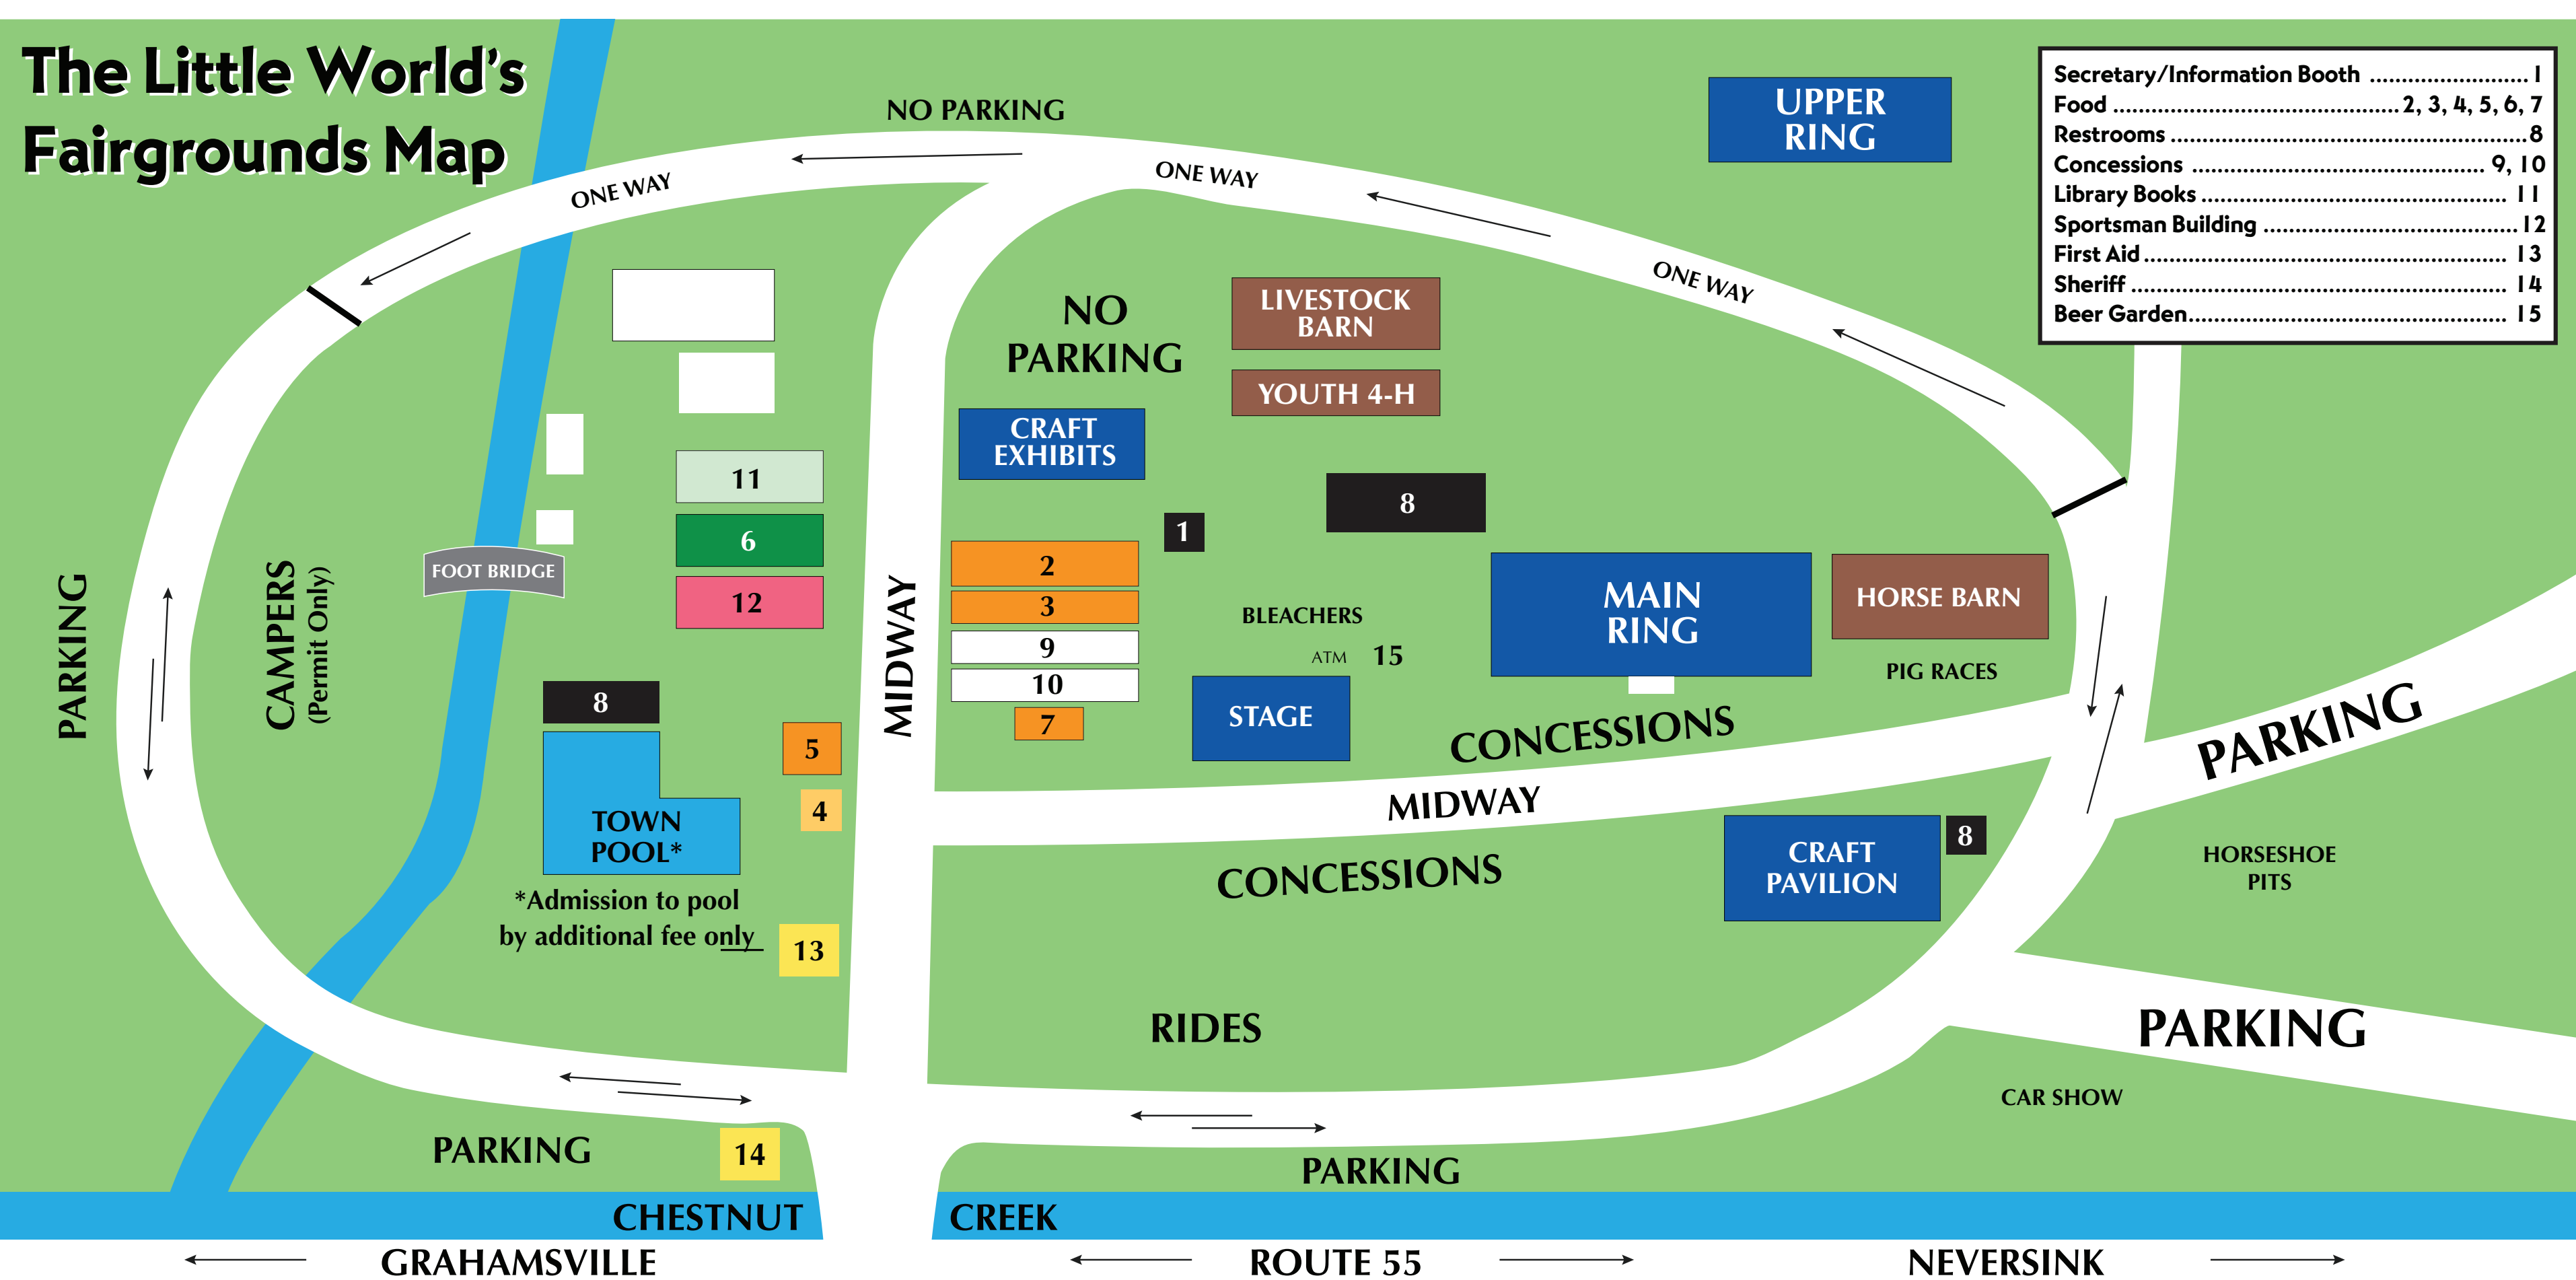 The Little World's
Fairgrounds Map
NO PARKING
ONE WAY
ONE WAY
ONE WAY
UPPER
RING
Secretary/Information Booth ......................... 1
Food ............................................. 2, 3, 4, 5, 6, 7
Restrooms ........................................................ 8
Concessions .............................................. 9, 10
Library Books ................................................ 11
Sportsman Building ........................................ 12
First Aid ......................................................... 13
Sheriff ........................................................... 14
Beer Garden.................................................. 15
NO
PARKING
LIVESTOCK
BARN
YOUTH 4-H
CRAFT
EXHIBITS
11
6
12
FOOT BRIDGE
PARKING
CAMPERS
(Permit Only)
MIDWAY
1
8
2
3
9
10
7
BLEACHERS
ATM
15
STAGE
MAIN
RING
HORSE BARN
PIG RACES
8
5
4
TOWN
POOL*
*Admission to pool
by additional fee only
13
CONCESSIONS
MIDWAY
CONCESSIONS
CRAFT
PAVILION
8
PARKING
HORSESHOE
PITS
RIDES
PARKING
CAR SHOW
PARKING
14
PARKING
CHESTNUT
CREEK
GRAHAMSVILLE
ROUTE 55
NEVERSINK